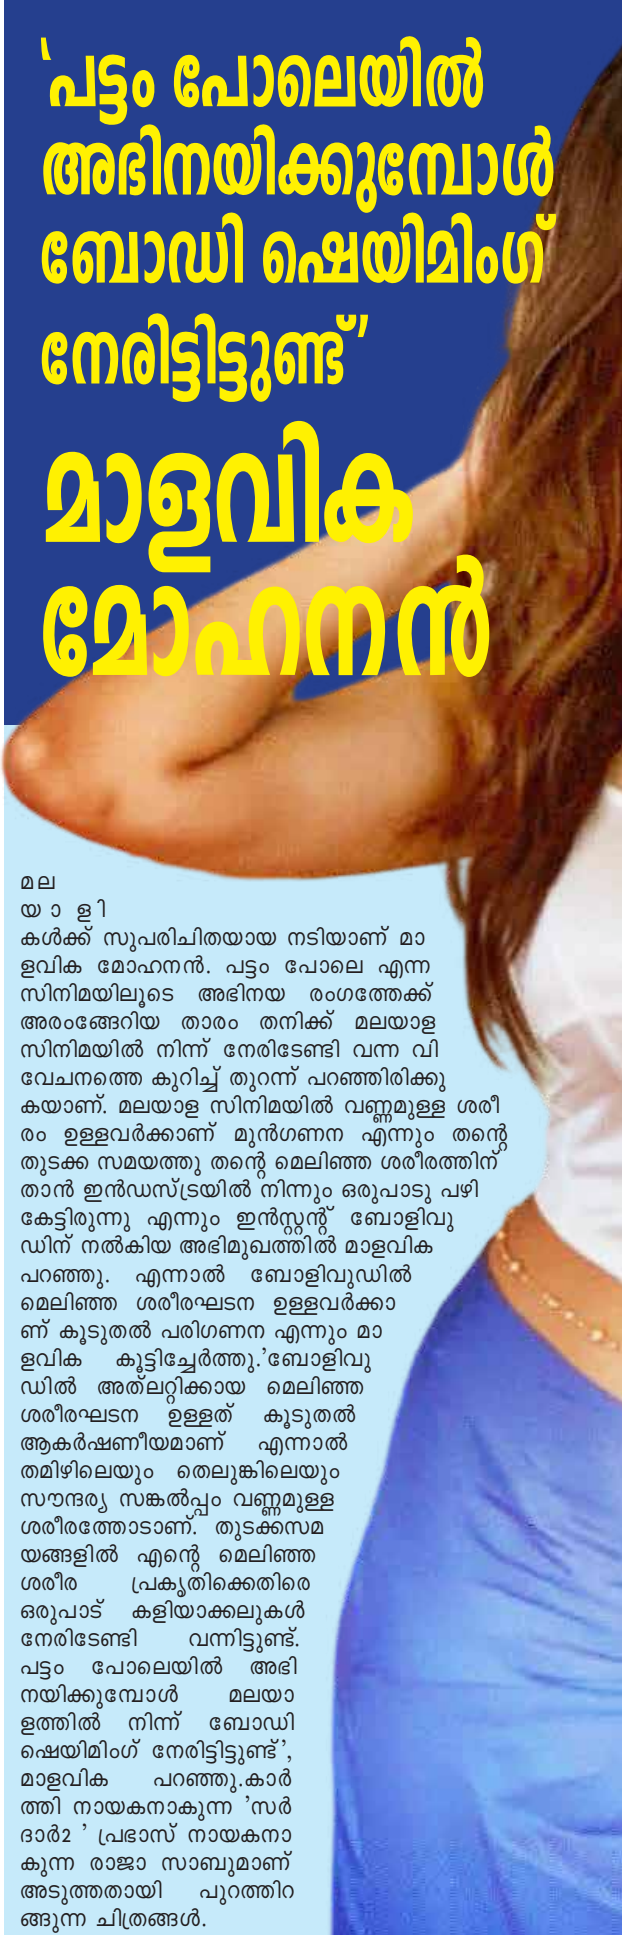 ‘പട്ടം പോലെയിൽ
അഭിനയിക്കുമ്പോൾ
ബോഡി ഷെയിമിംഗ്
നേരിട്ടിട്ടുണ്ട്’
മാളവിക
മോഹനൻ
മല
യാളി
കൾക്ക് സുപരിചിതയായ നടിയാണ് മാ
ളവിക മോഹനൻ. പട്ടം പോലെ എന്ന
സിനിമയിലൂടെ അഭിനയ രംഗത്തേക്ക്
അരംങ്ങേറിയ താരം തനിക്ക് മലയാള
സിനിമയിൽ നിന്ന് നേരിടേണ്ടി വന്ന വി
വേചനത്തെ കുറിച്ച് തുറന്ന് പറഞ്ഞിരിക്കു
കയാണ്. മലയാള സിനിമയിൽ വണ്ണമുള്ള ശരീ
രം ഉള്ളവർക്കാണ് മുൻഗണന എന്നും തന്റെ
തുടക്ക സമയത്തു തന്റെ മെലിഞ്ഞ ശരീരത്തിന്
താൻ ഇൻഡസ്ട്രയിൽ നിന്നും ഒരുപാടു പഴി
കേട്ടിരുന്നു എന്നും ഇൻസ്റ്റന്റ് ബോളിവു
ഡിന് നൽകിയ അഭിമുഖത്തിൽ മാളവിക
പറഞ്ഞു. എന്നാൽ ബോളിവുഡിൽ
മെലിഞ്ഞ ശരീരഘടന ഉള്ളവർക്കാ
ണ് കൂടുതൽ പരിഗണന എന്നും മാ
ളവിക കൂട്ടിച്ചേർത്തു.’ബോളിവു
ഡിൽ അത്‌ലറ്റിക്കായ മെലിഞ്ഞ
ശരീരഘടന ഉള്ളത് കൂടുതൽ
ആകർഷണീയമാണ് എന്നാൽ
തമിഴിലെയും തെലുങ്കിലെയും
സൗന്ദര്യ സങ്കൽപ്പം വണ്ണമുള്ള
ശരീരത്തോടാണ്. തുടക്കസമ
യങ്ങളിൽ എന്റെ മെലിഞ്ഞ
ശരീര പ്രകൃതിക്കെതിരെ
ഒരുപാട് കളിയാക്കലുകൾ
നേരിടേണ്ടി വന്നിട്ടുണ്ട്.
പട്ടം പോലെയിൽ അഭി
നയിക്കുമ്പോൾ മലയാ
ളത്തിൽ നിന്ന് ബോഡി
ഷെയിമിംഗ് നേരിട്ടിട്ടുണ്ട്’,
മാളവിക പറഞ്ഞു.കാർ
ത്തി നായകനാകുന്ന ’സർ
ദാർ2 ’ പ്രഭാസ് നായകനാ
കുന്ന രാജാ സാബുമാണ്
അടുത്തതായി പുറത്തിറ
ങ്ങുന്ന ചിത്രങ്ങൾ.